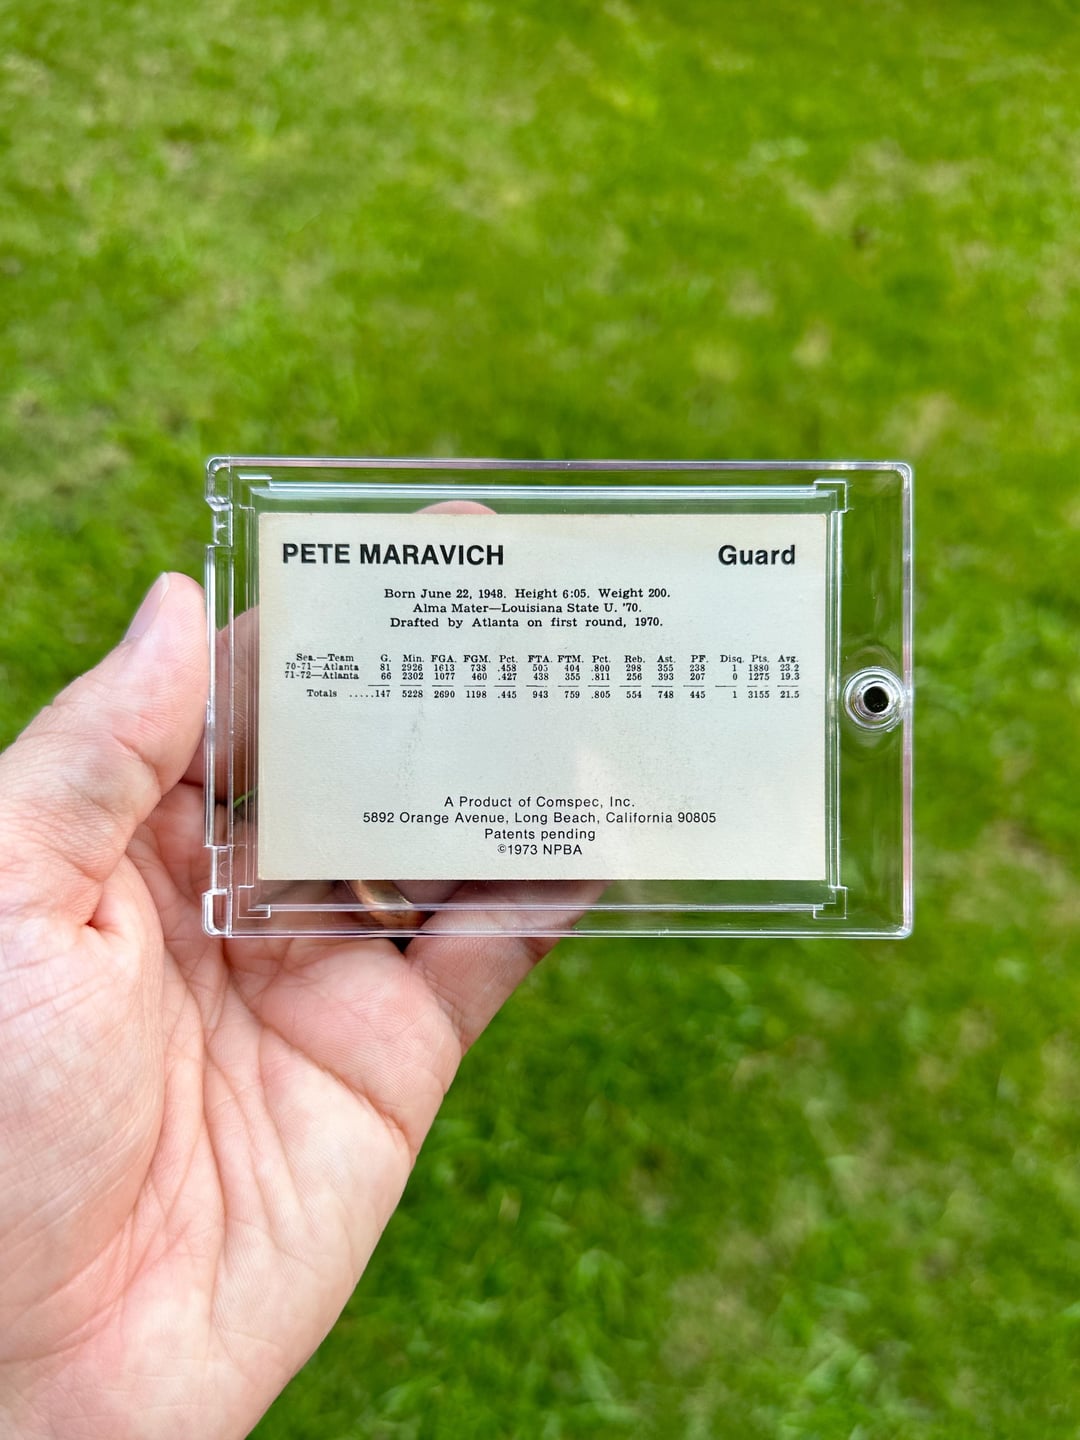 PETE MARAVICH Guard
Born June 22, 1948. Height 6:05. Weight 200.
Alma Mater—Louisiana State U. '70.
Drafted by Atlanta on first round, 1970.
Sea.—Team G. Min. FGA. FGM. Pct. FTA. FTM. Pct. Reb. Ast. PF. Disq. Pts. Avg.
70-71—Atlanta 81 2926 1613 738 .458 505 404 .800 298 355 238 1 1880 23.2
71-72—Atlanta 66 2302 1077 460 .427 438 355 .811 256 393 207 0 1275 19.3
Totals .....147 5228 2690 1198 .445 943 759 .805 554 748 445 1 3155 21.5
A Product of Comspec, Inc.
5892 Orange Avenue, Long Beach, California 90805
Patents pending
©1973 NPBA